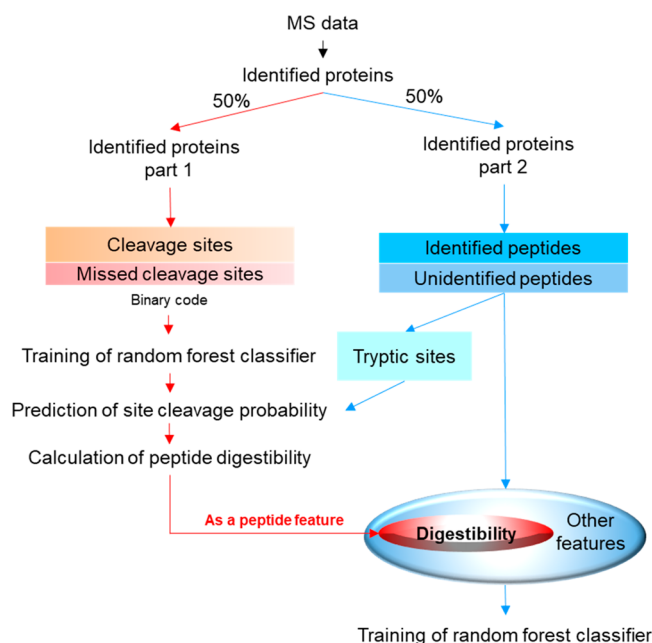 MS data
Identified proteins
50%
50%
Identified proteins
part 1
Identified proteins
part 2
Cleavage sites
Missed cleavage sites
Binary code
Identified peptides
Unidentified peptides
Training of random forest classifier
Tryptic sites
Prediction of site cleavage probability
Calculation of peptide digestibility
As a peptide feature
Digestibility
Other
features
Training of random forest classifier